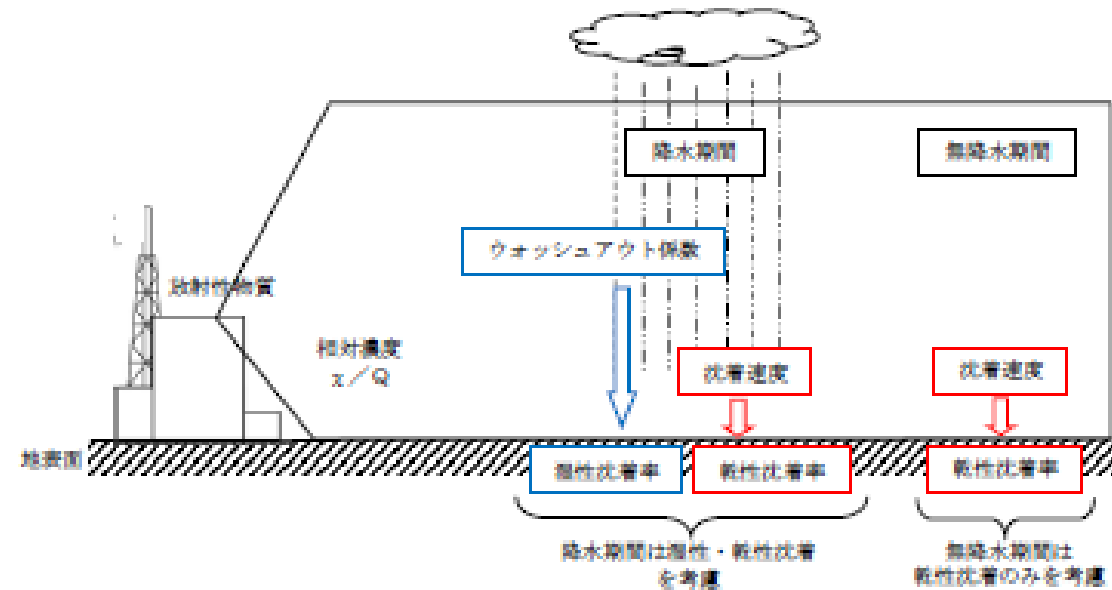 降水期間
無降水期間
ウォッシュアウト係数
放射性物質
相対濃度
χ/Q
沈着速度
沈着速度
地表面
湿性沈着率
乾性沈着率
乾性沈着率
降水期間は湿性・乾性沈着
を考慮
無降水期間は
乾性沈着のみを考慮